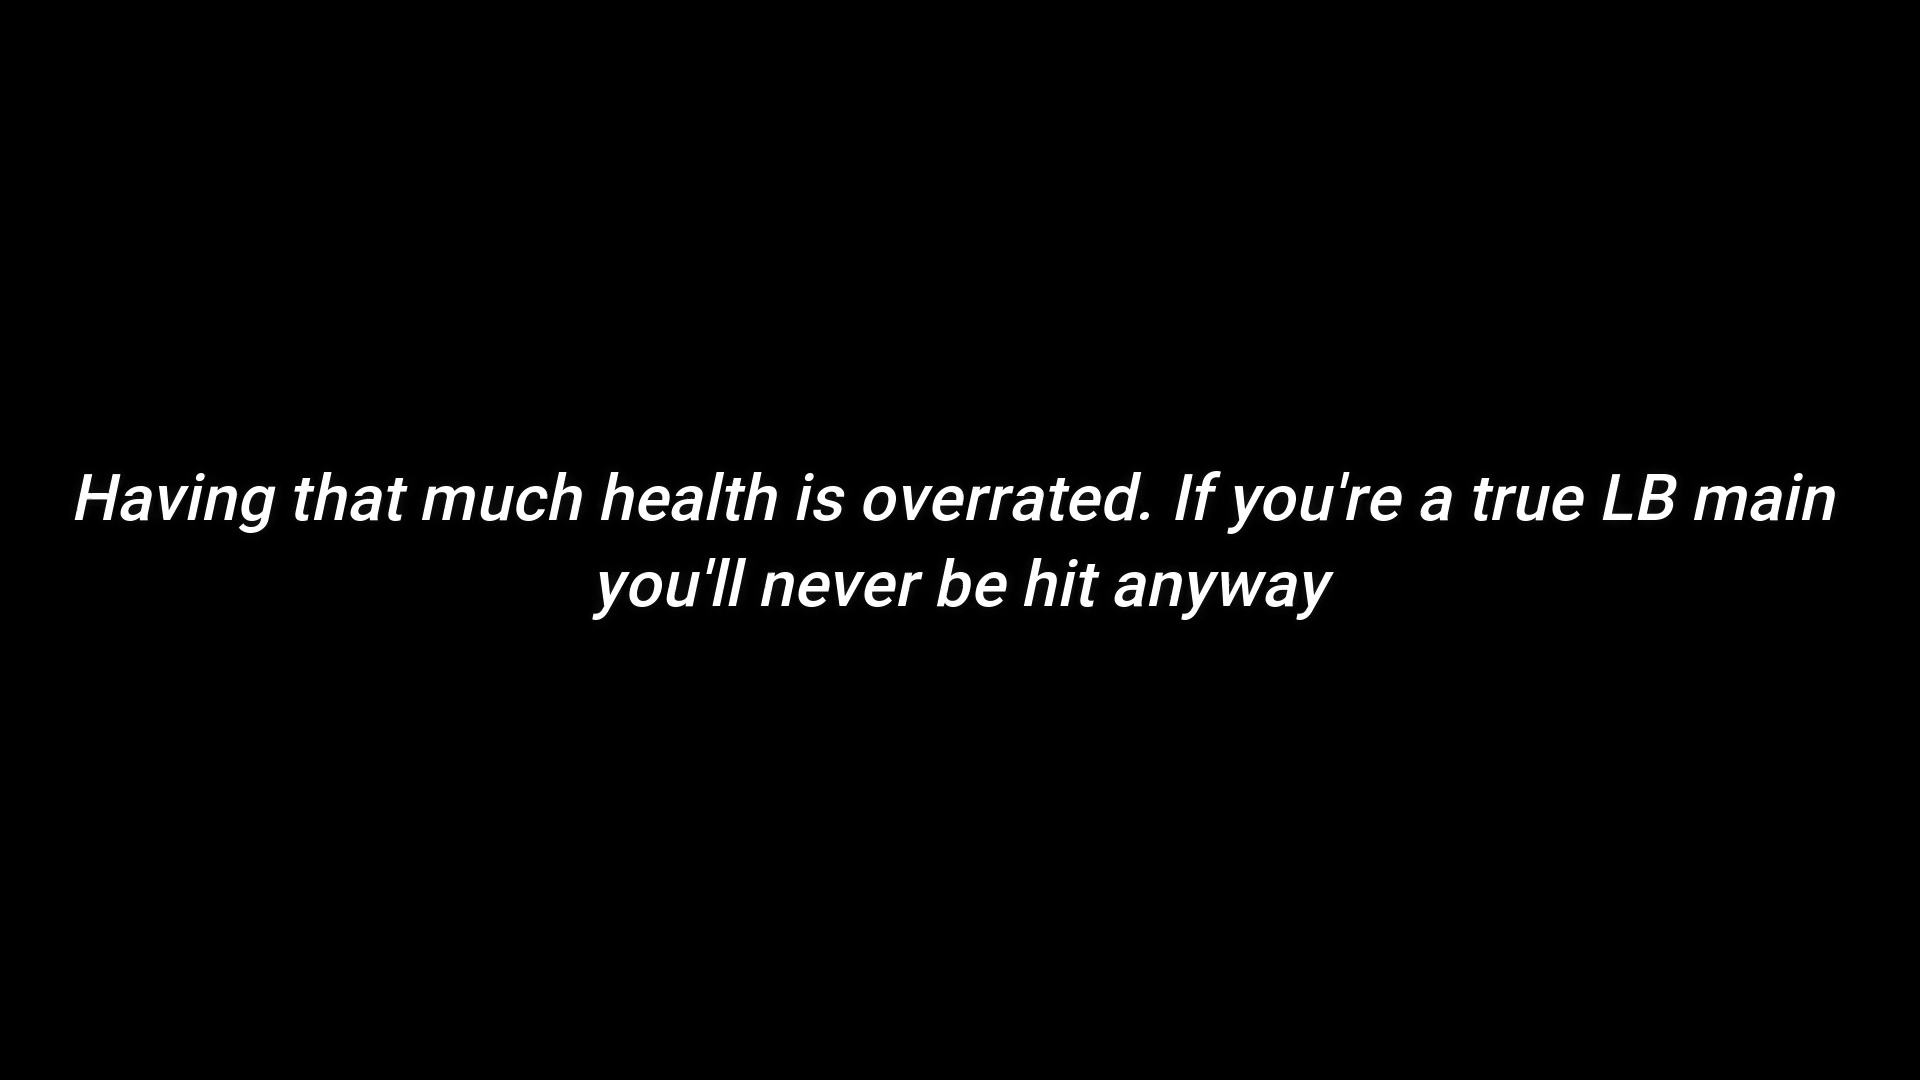 Having that much health is overrated. If you're a true LB main
you'll never be hit anyway